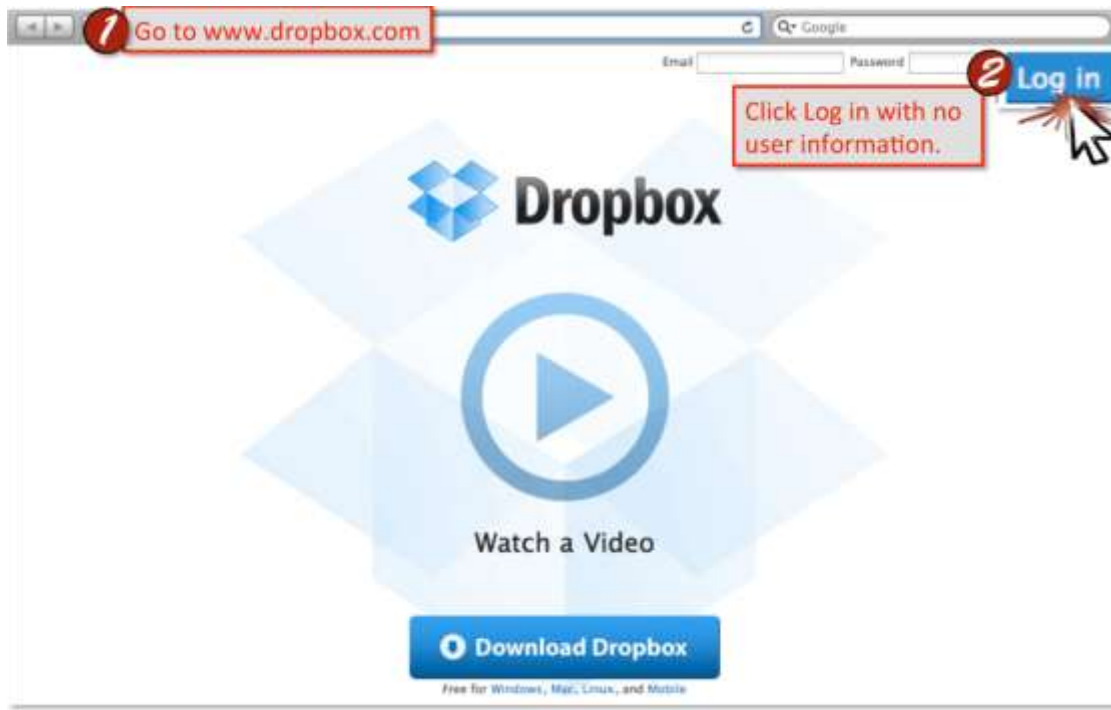 1 Go to www.dropbox.com
Google
Email Password
2 Log in
Click Log in with no
user information.
Dropbox
Watch a Video
Download Dropbox
Free for Windows, Mac, Linux, and Mobile